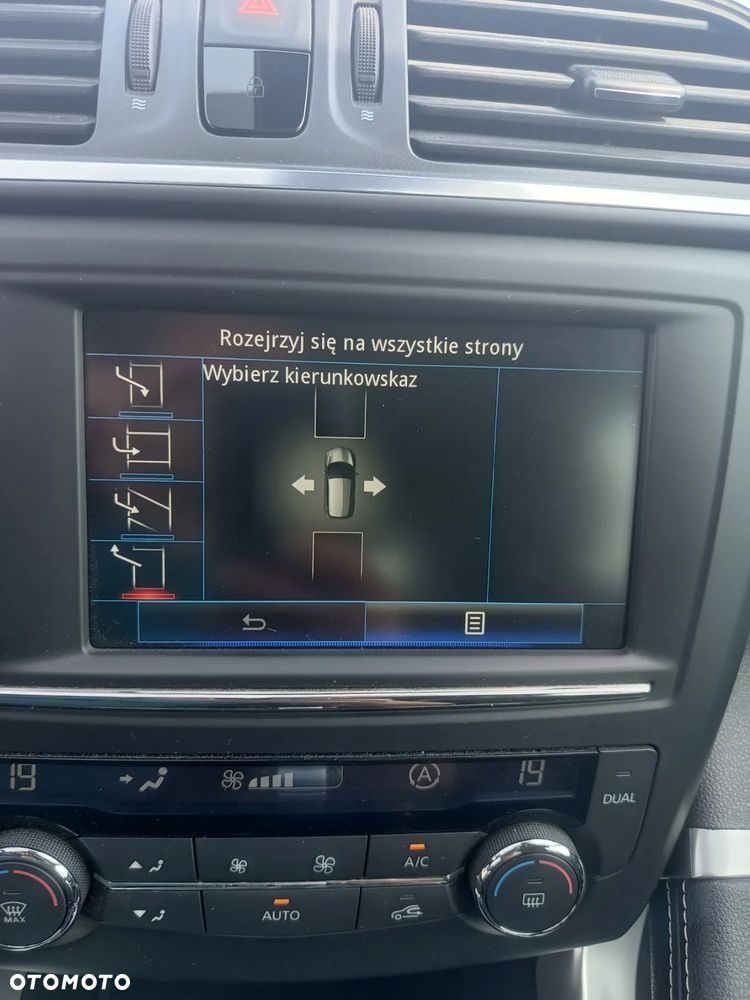 Rozejrzyj się na wszystkie strony
Wybierz kierunkowskaz
19
A
19
DUAL
A/C
MAX
AUTO
OTOMOTO